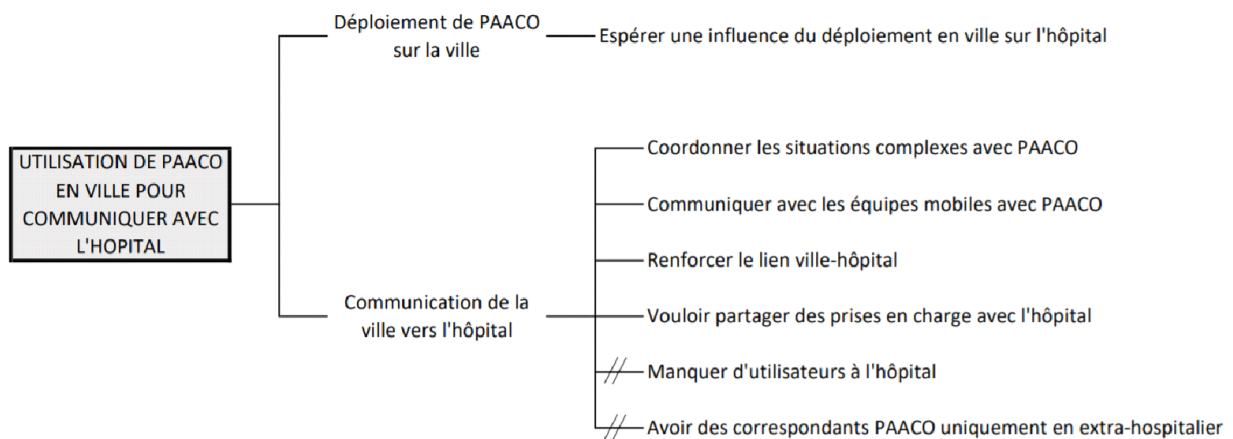 UTILISATION DE PAACO
EN VILLE POUR
COMMUNIQUER AVEC
L'HOPITAL
Déploiement de PAACO
sur la ville
Espérer une influence du déploiement en ville sur l'hôpital
Communication de la
ville vers l'hôpital
Coordonner les situations complexes avec PAACO
Communiquer avec les équipes mobiles avec PAACO
Renforcer le lien ville-hôpital
Vouloir partager des prises en charge avec l'hôpital
Manquer d'utilisateurs à l'hôpital
Avoir des correspondants PAACO uniquement en extra-hospitalier